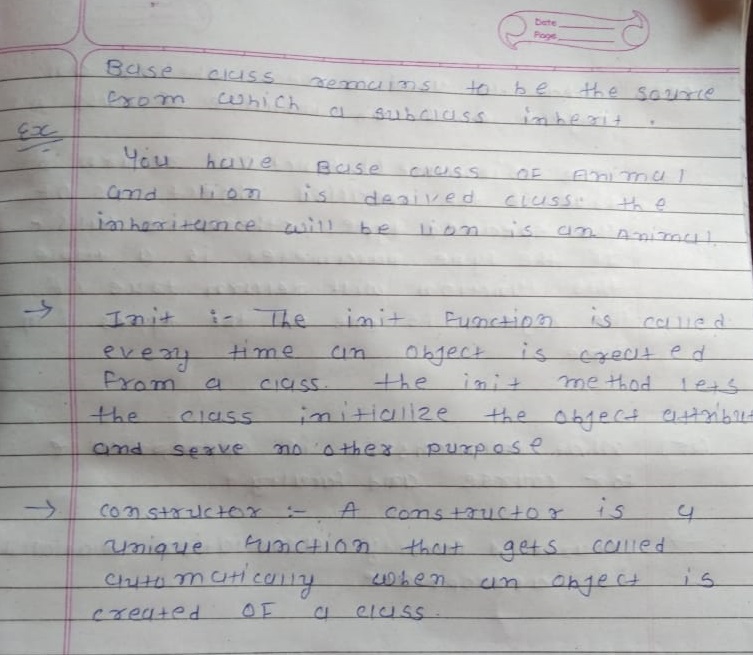 Date
Page
Base class remains to be the source
from which a subclass inherit.
Ex
You have Base class OF Animal
and lion is derived class. the
inheritance will be lion is an Animal.
→ Init :- The init Function is called
every time an object is created
From a class. the init method lets
the class initialize the object attribut
and serve no other purpose
→ constructor :- A constructor is a
unique function that gets called
automatically when an object is
created OF a class.